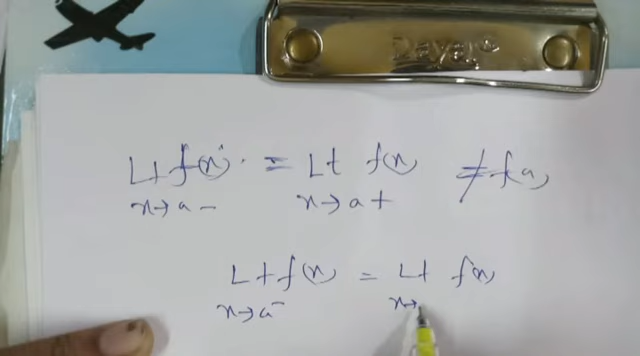 Dayal
Lt f(x) = Lt f(x) ≠ f(a)
x→a- x→a+
Lt f(x) = Lt f(x)
x→a⁻ x→